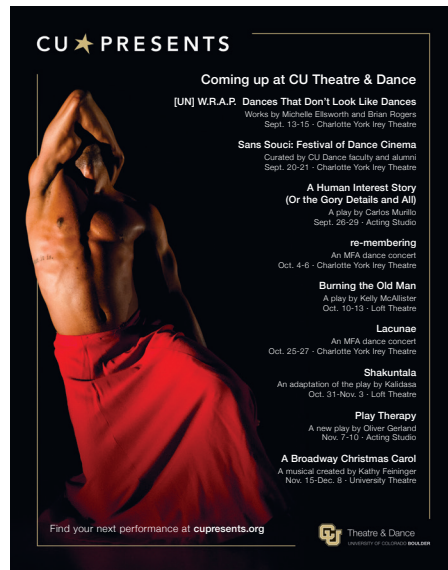 CU★PRESENTS
Coming up at CU Theatre & Dance
[UN] W.R.A.P. Dances That Don't Look Like Dances
Works by Michelle Ellsworth and Brian Rogers
Sept. 13-15 · Charlotte York Irey Theatre
Sans Souci: Festival of Dance Cinema
Curated by CU Dance faculty and alumni
Sept. 20-21 · Charlotte York Irey Theatre
A Human Interest Story
(Or the Gory Details and All)
A play by Carlos Murillo
Sept. 26-29 · Acting Studio
re-membering
An MFA dance concert
Oct. 4-6 · Charlotte York Irey Theatre
Burning the Old Man
A play by Kelly McAllister
Oct. 10-13 · Loft Theatre
Lacunae
An MFA dance concert
Oct. 25-27 · Charlotte York Irey Theatre
Shakuntala
An adaptation of the play by Kalidasa
Oct. 31-Nov. 3 · Loft Theatre
Play Therapy
A new play by Oliver Gerland
Nov. 7-10 · Acting Studio
A Broadway Christmas Carol
A musical created by Kathy Feininger
Nov. 15-Dec. 8 · University Theatre
Find your next performance at cupresents.org
CU Theatre & Dance
UNIVERSITY OF COLORADO BOULDER